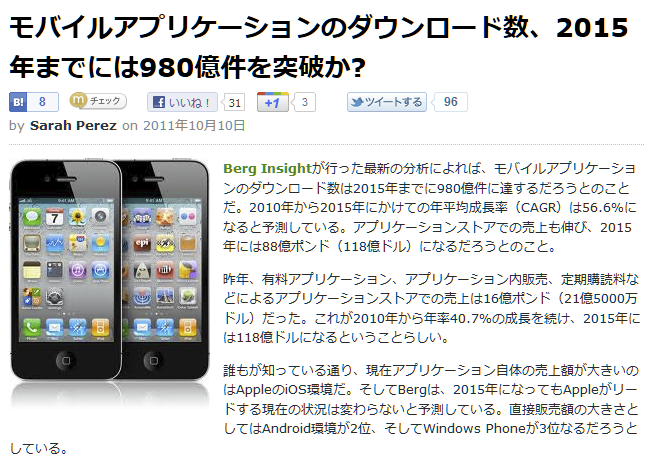 モバイルアプリケーションのダウンロード数、2015
年までには980億件を突破か?
B! 8 m チェック f いいね! 31 +1 3 ツイートする 96
by Sarah Perez on 2011年10月10日
Berg Insightが行った最新の分析によれば、モバイルアプリケーショ
ンのダウンロード数は2015年までに980億件に達するだろうとのこと
だ。2010年から2015年にかけての年平均成長率（CAGR）は56.6%に
なると予測している。アプリケーションストアでの売上も伸び、2015
年には88億ポンド（118億ドル）になるだろうとのこと。
昨年、有料アプリケーション、アプリケーション内販売、定期購読料な
どによるアプリケーションストアでの売上は16億ポンド（21億5000万
ドル）だった。これが2010年から年率40.7%の成長を続け、2015年に
は118億ドルになるということらしい。
誰もが知っている通り、現在アプリケーション自体の売上額が大きいの
はAppleのiOS環境だ。そしてBergは、2015年になってもAppleがリー
ドする現在の状況は変わらないと予測している。直接販売額の大きさと
してはAndroid環境が2位、そしてWindows Phoneが3位なるだろうと
している。